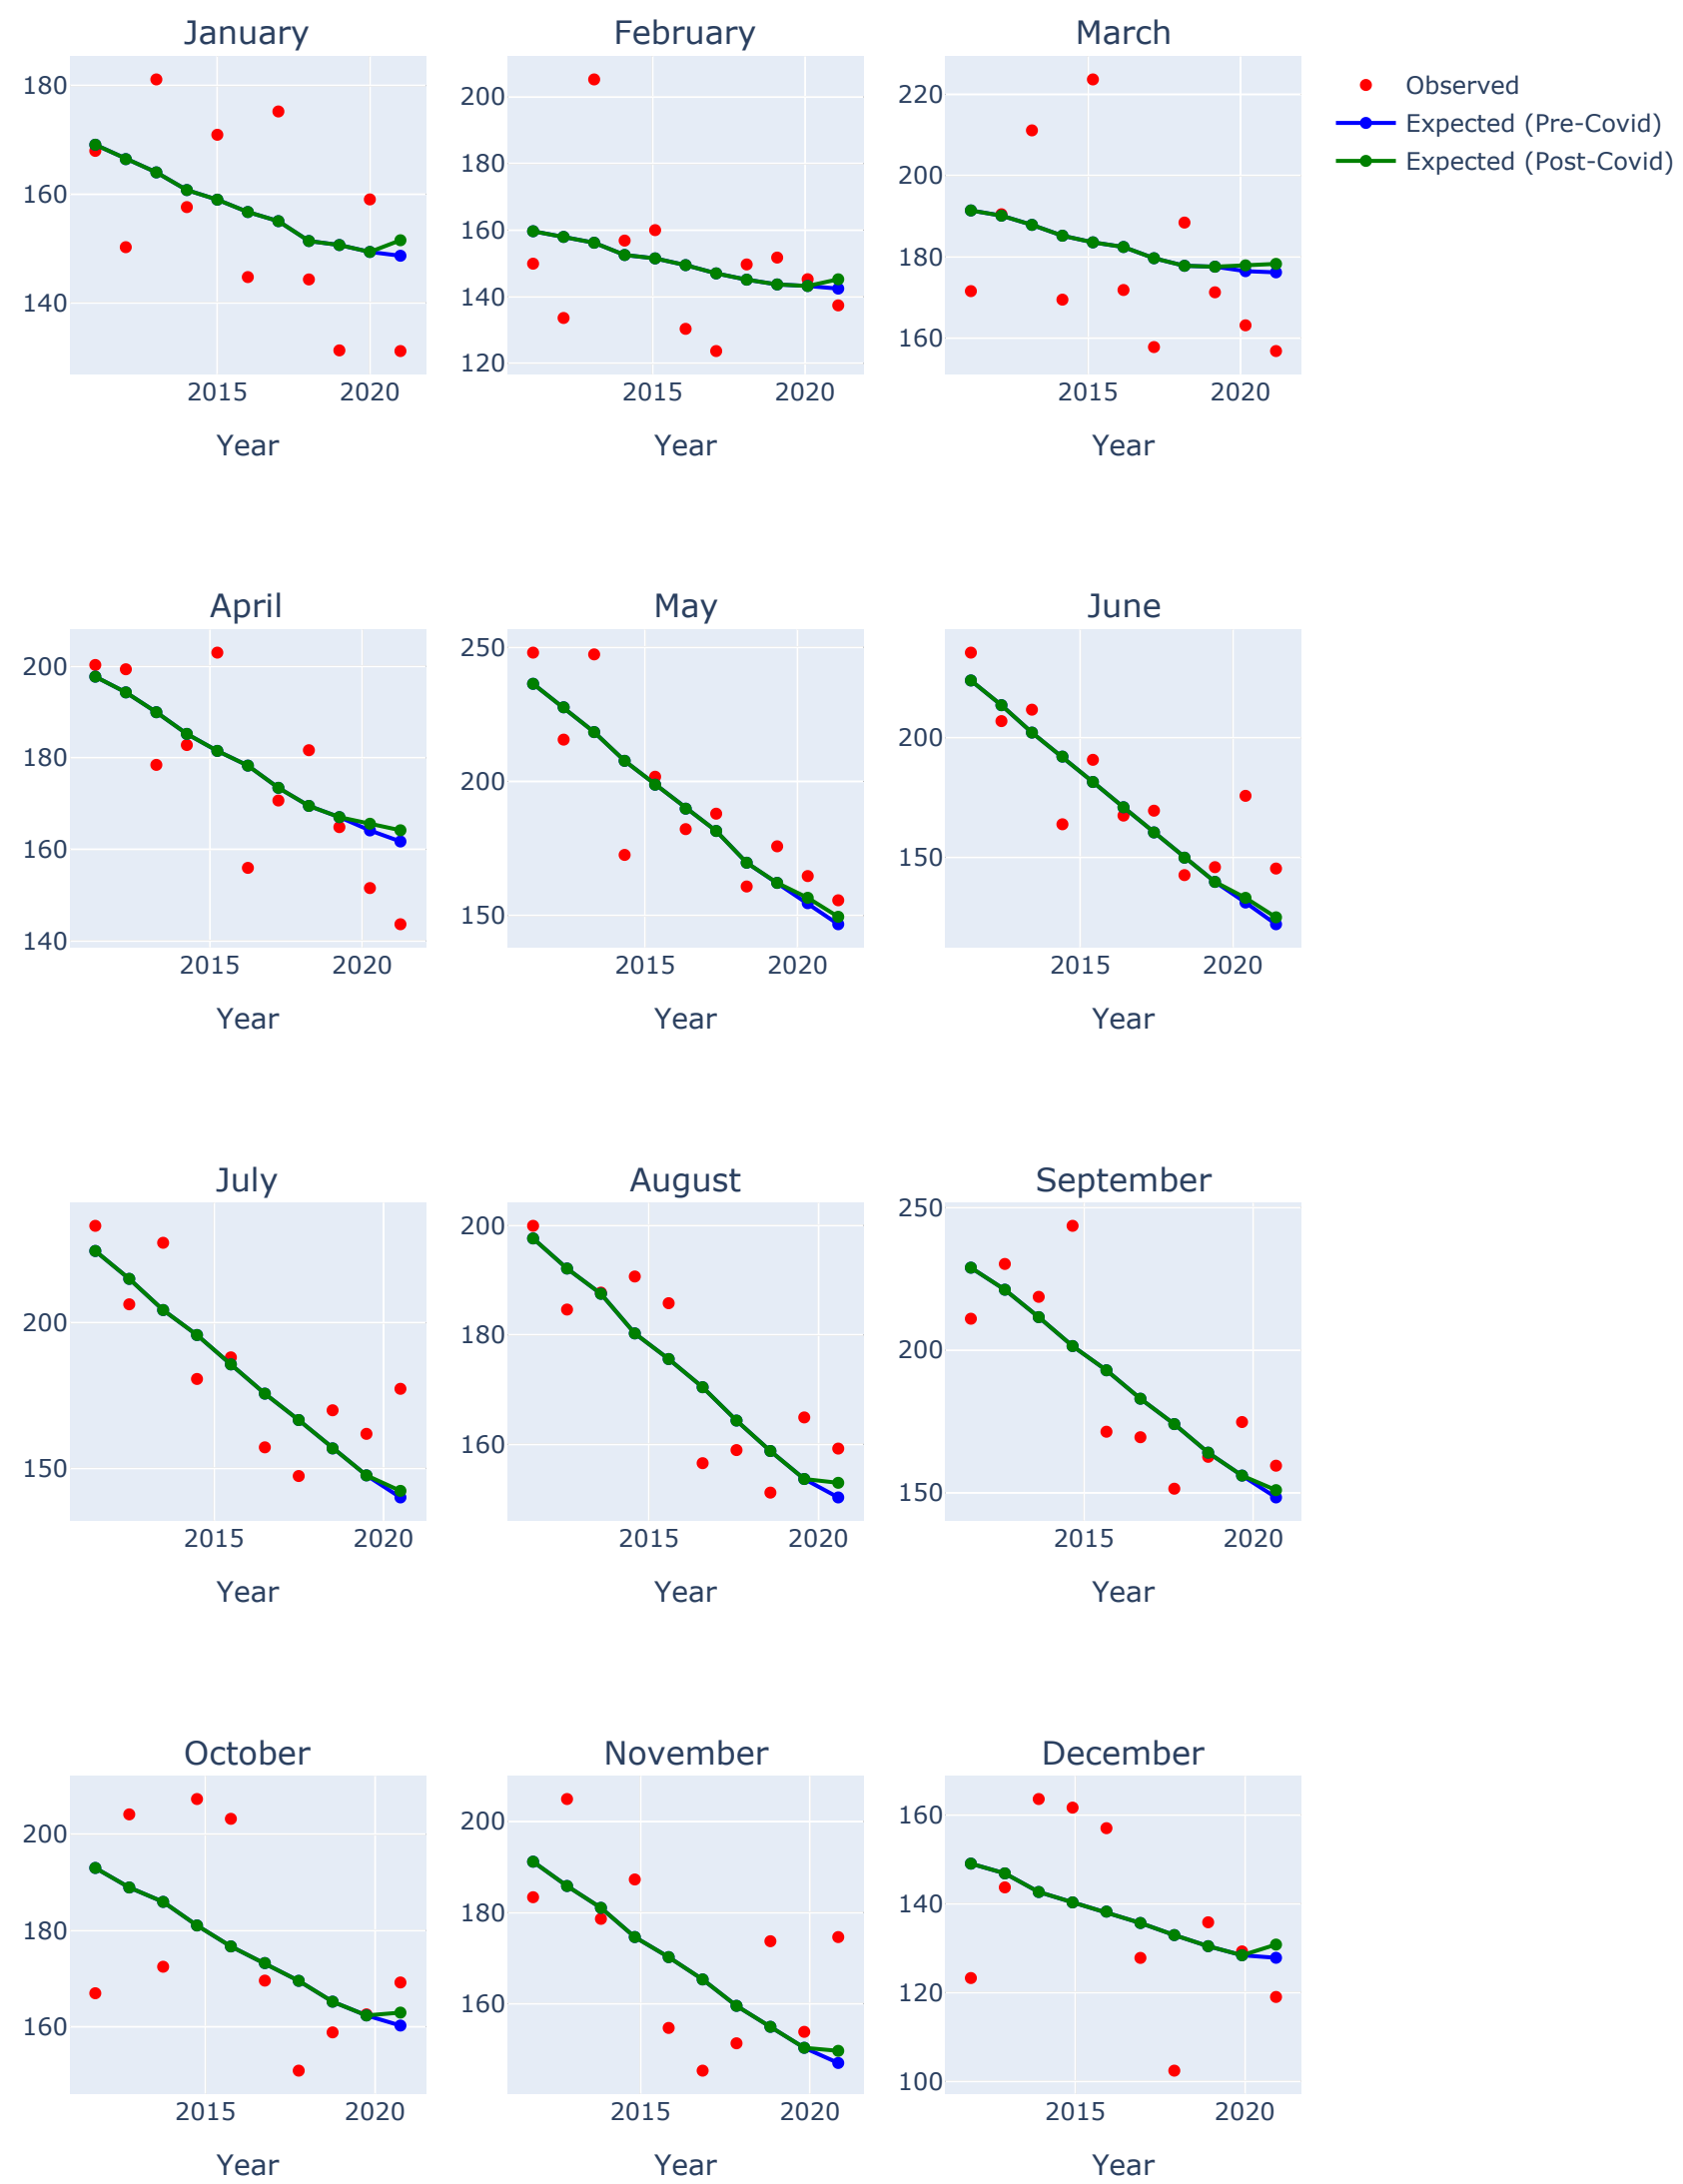 January
February
March
180
160
140
2015
2020
Year
200
180
160
140
120
2015
2020
Year
220
200
180
160
2015
2020
Year
Observed
Expected (Pre-Covid)
Expected (Post-Covid)
April
May
June
200
180
160
140
2015
2020
Year
250
200
150
2015
2020
Year
200
150
2015
2020
Year
July
August
September
200
150
2015
2020
Year
200
180
160
2015
2020
Year
250
200
150
2015
2020
Year
October
November
December
200
180
160
2015
2020
Year
200
180
160
2015
2020
Year
160
140
120
100
2015
2020
Year